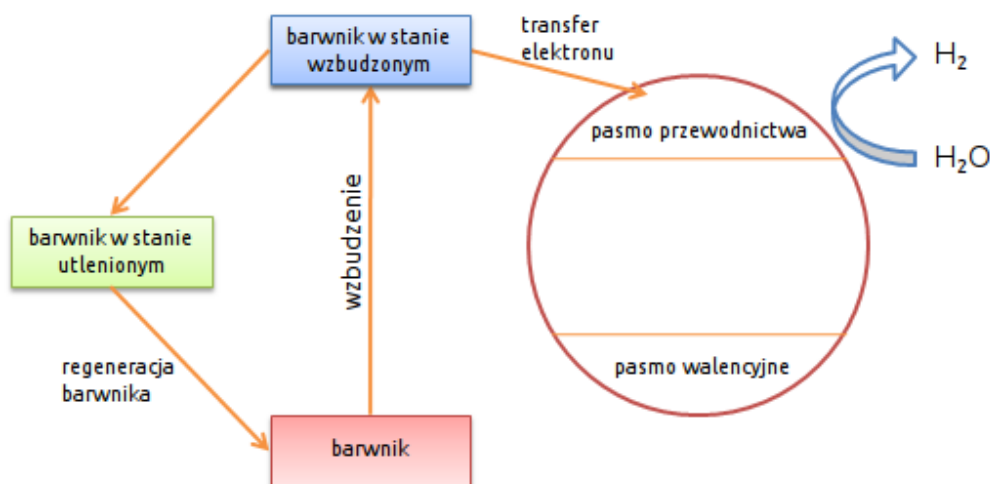 barwnik w stanie
wzbudzonym
transfer
elektronu
H₂
pasmo przewodnictwa
H₂O
wzbudzenie
barwnik w stanie
utlenionym
regeneracja
barwnika
pasmo walencyjne
barwnik